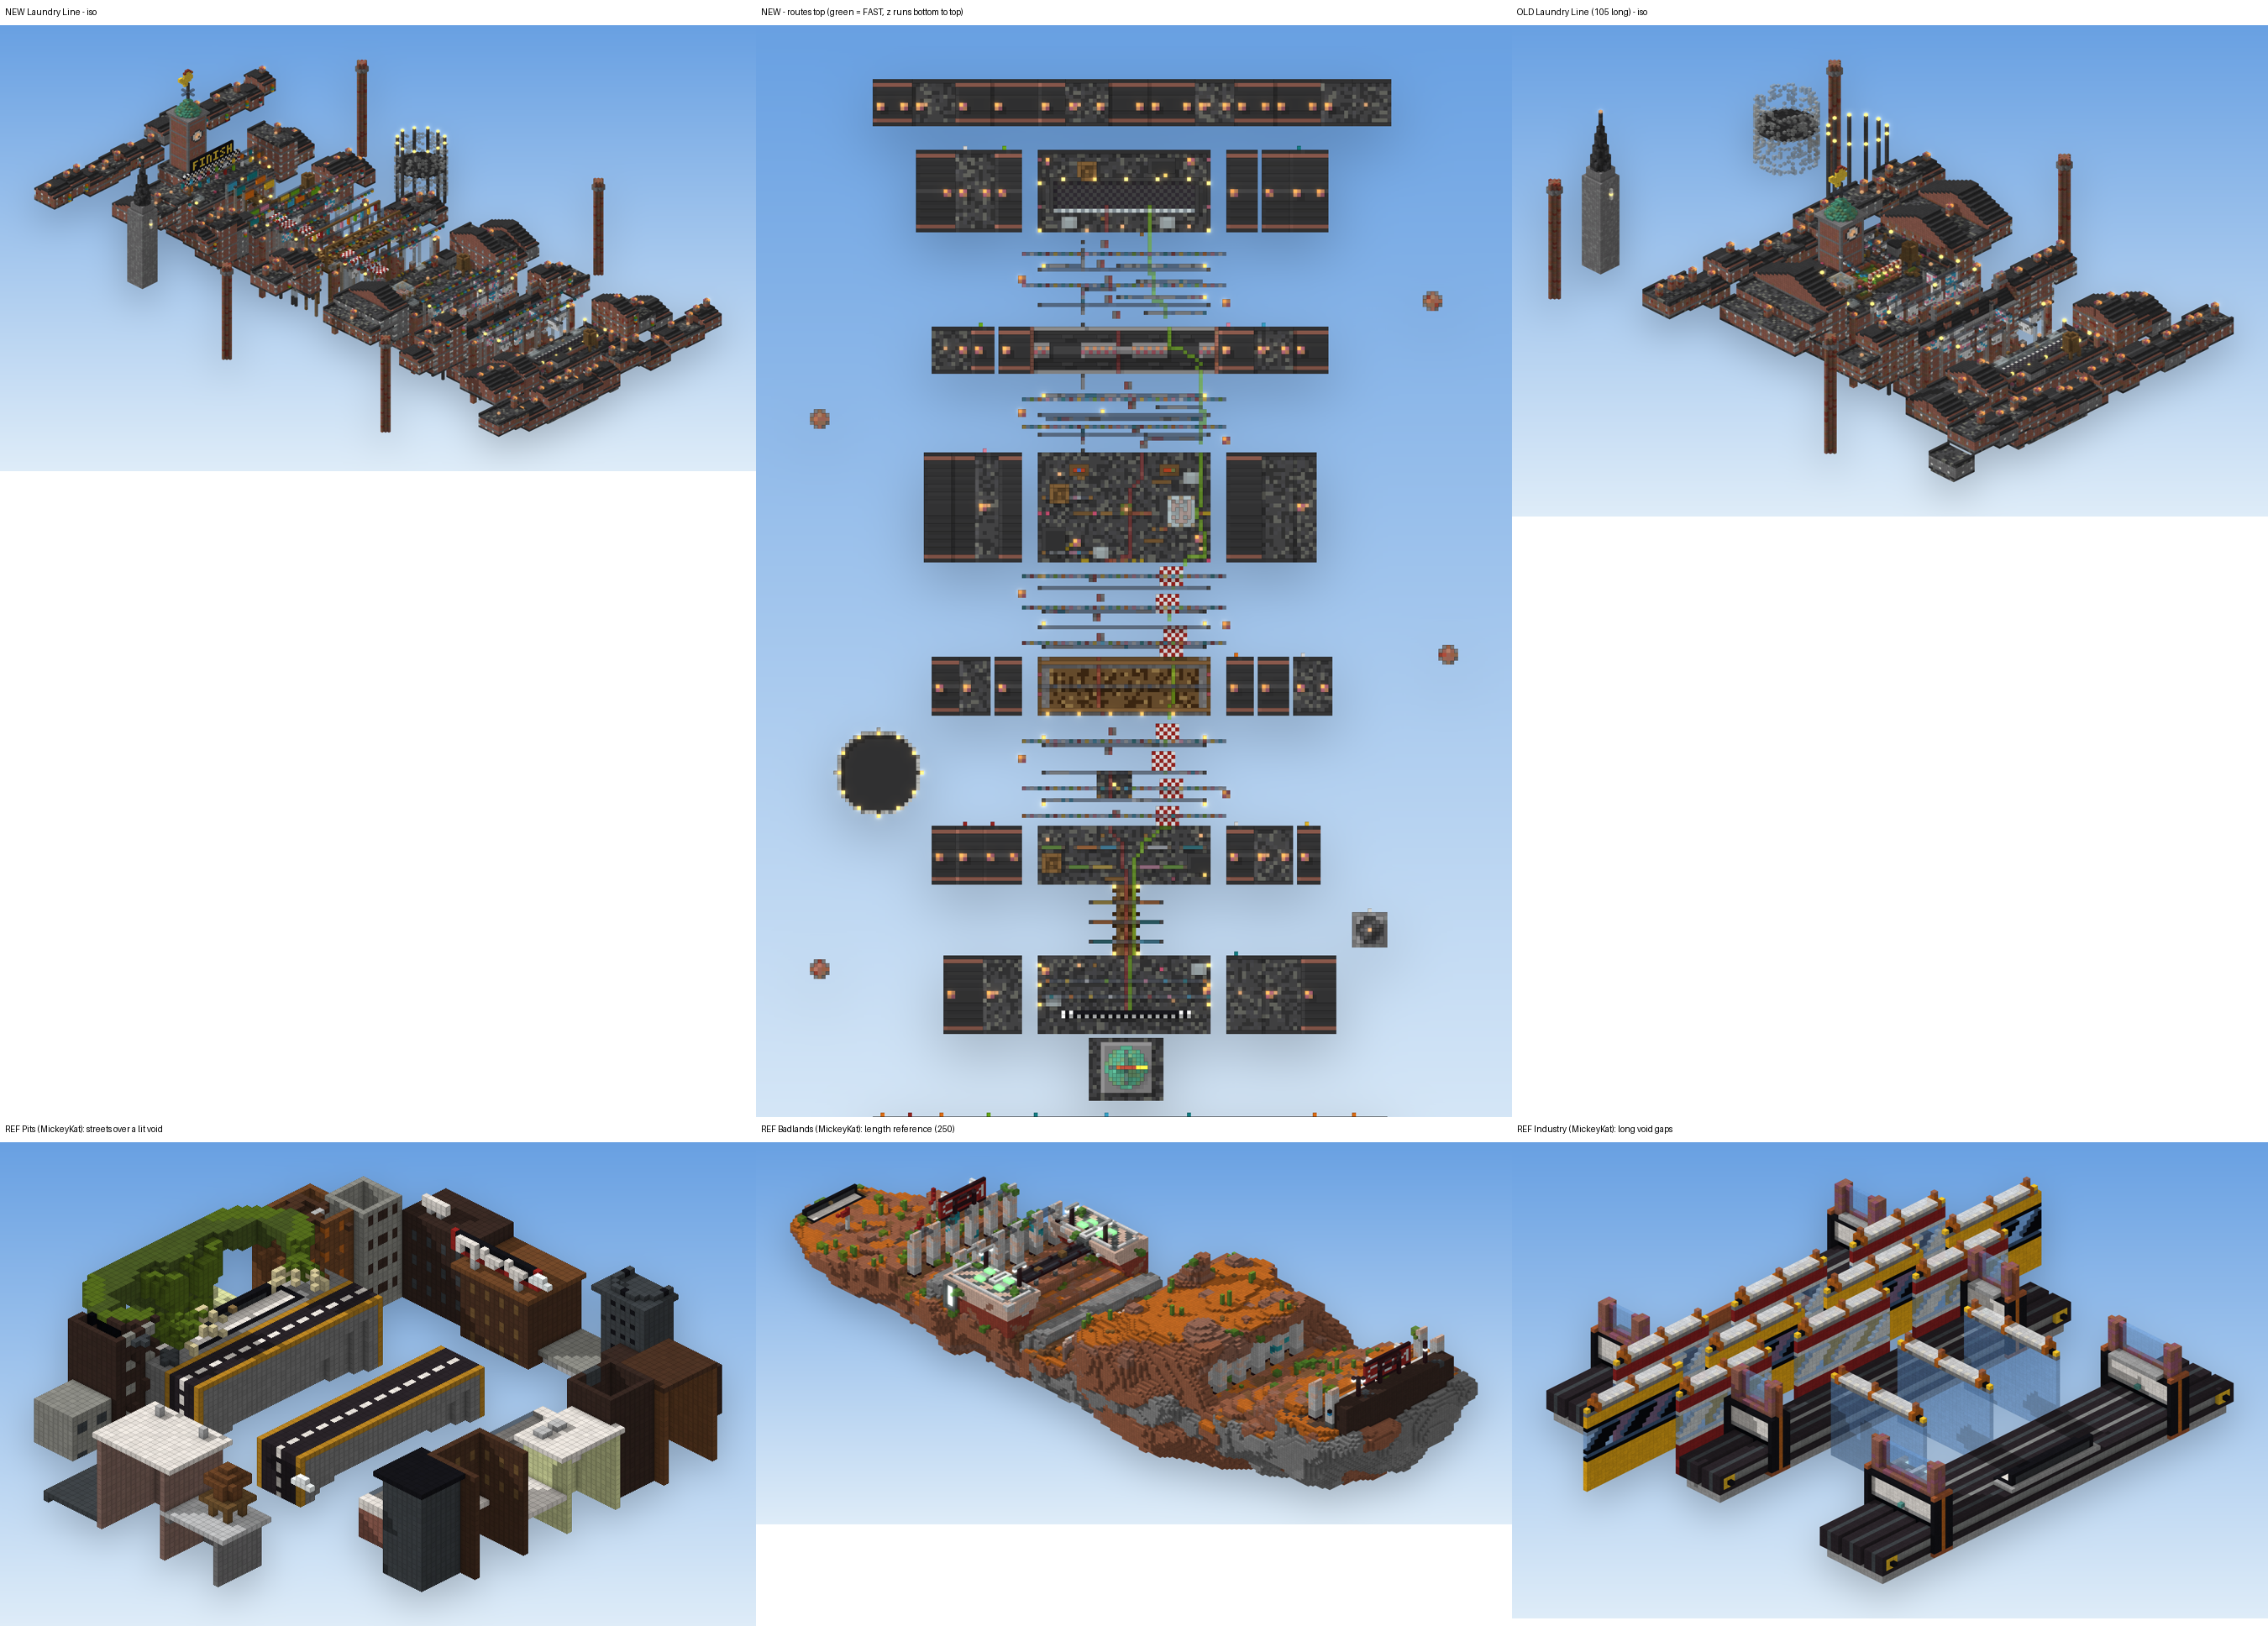 NEW Laundry Line - iso
NEW - routes top (green = FAST, z runs bottom to top)
OLD Laundry Line (105 long) - iso
FINISH
REF Pits (MickeyKat): streets over a lit void
REF Badlands (MickeyKat): length reference (250)
REF Industry (MickeyKat): long void gaps